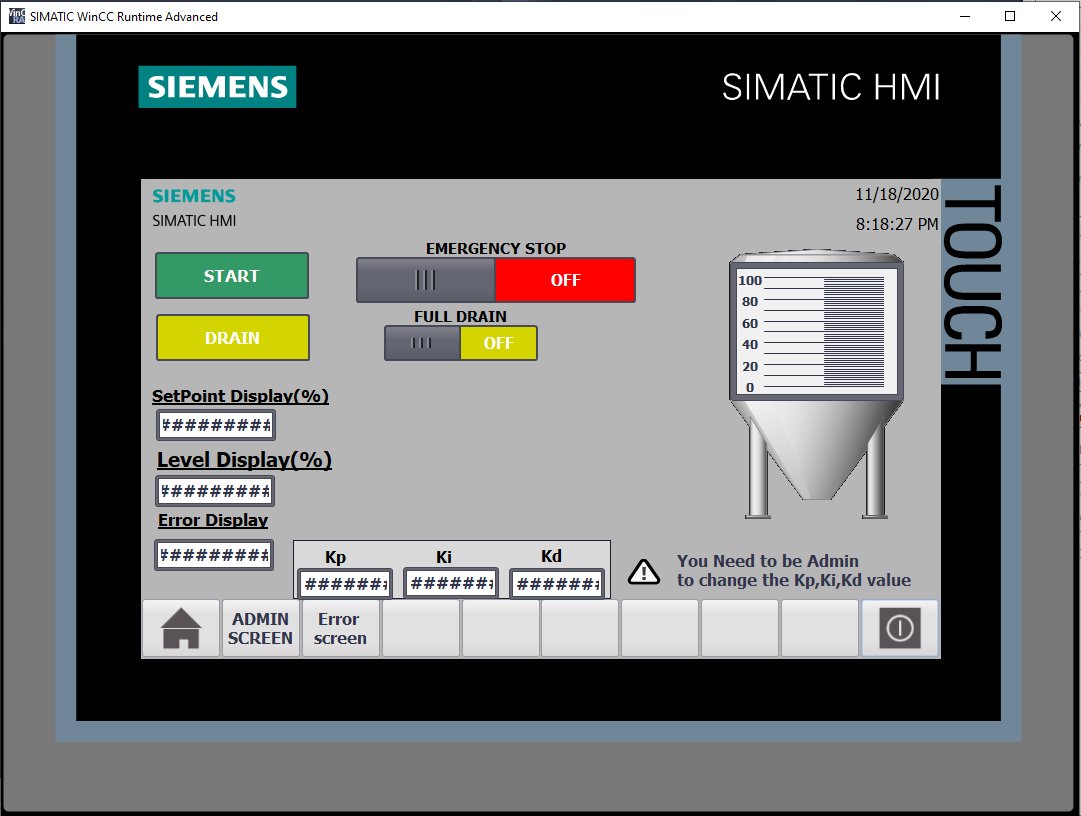 SIMATIC WinCC Runtime Advanced
SIEMENS
SIMATIC HMI
SIEMENS
SIMATIC HMI
11/18/2020
8:18:27 PM
TOUCH
START
EMERGENCY STOP
OFF
DRAIN
FULL DRAIN
OFF
100
80
60
40
20
0
SetPoint Display(%)
#########
Level Display(%)
#########
Error Display
#########
Kp
Ki
Kd
######
######
######
You Need to be Admin
to change the Kp,Ki,Kd value
ADMIN
SCREEN
Error
screen